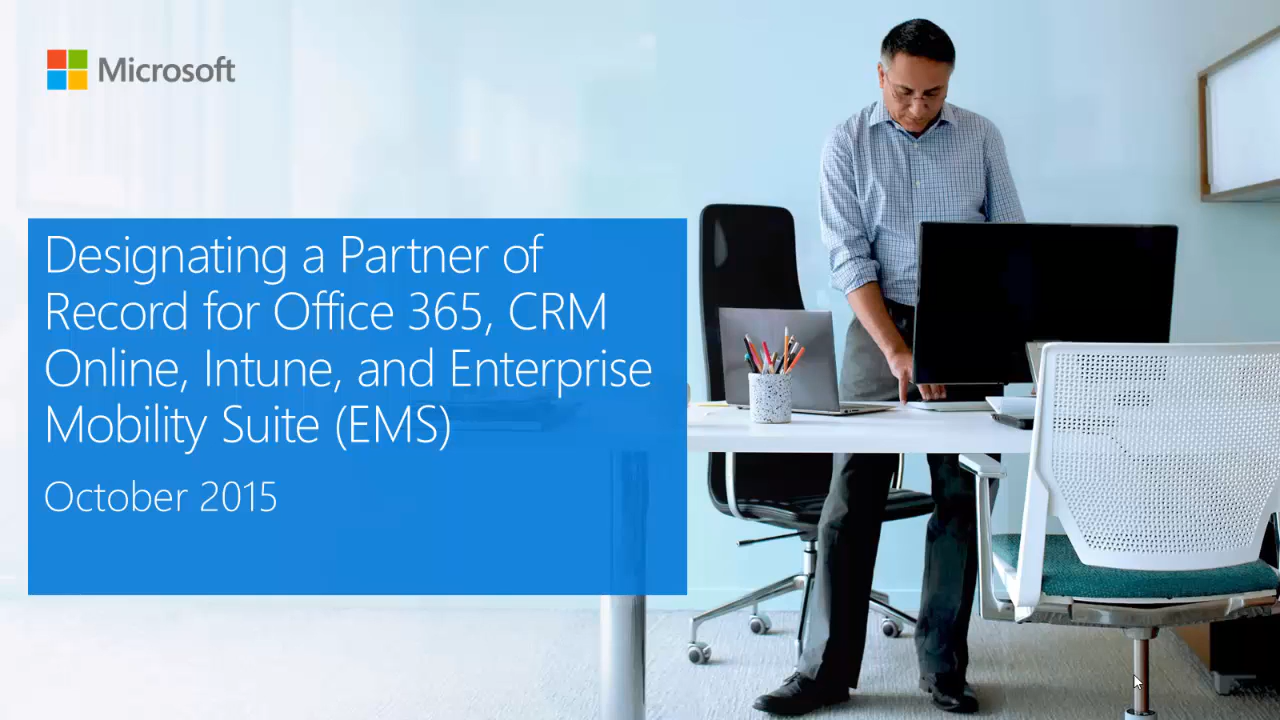 Microsoft
Designating a Partner of
Record for Office 365, CRM
Online, Intune, and Enterprise
Mobility Suite (EMS)
October 2015